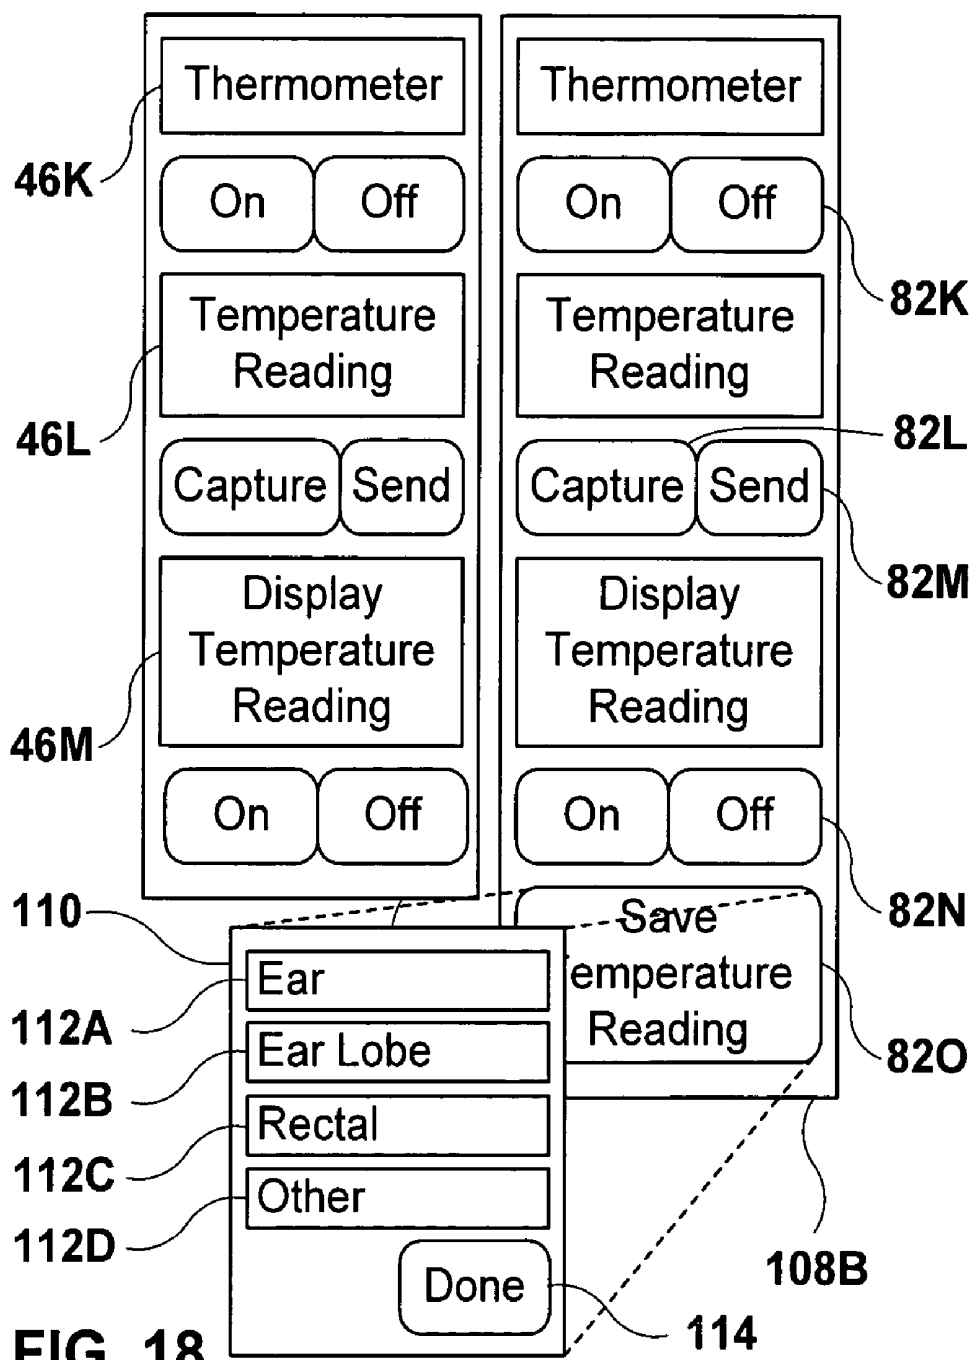 Thermometer
46K
On Off
Temperature
Reading
46L
Capture Send
Display
Temperature
Reading
46M
On Off
Thermometer
On Off
82K
Temperature
Reading
82L
Capture Send
82M
Display
Temperature
Reading
On Off
82N
Save
emperature
Reading
82O
108B
110
Ear
112A
Ear Lobe
112B
Rectal
112C
Other
112D
Done
114
FIG. 18